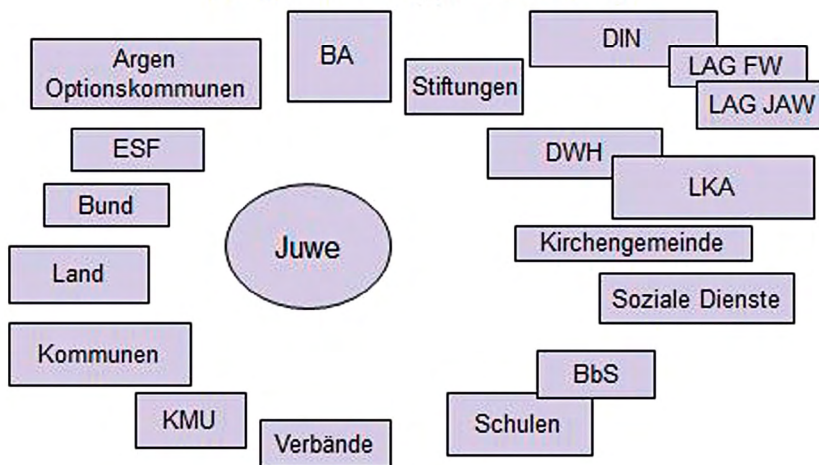 BA
DIN
Argen
Optionskommunen
Stiftungen
LAG FW
LAG JAW
ESF
DWH
LKA
Bund
Juwe
Kirchengemeinde
Land
Soziale Dienste
Kommunen
BbS
KMU
Schulen
Verbände